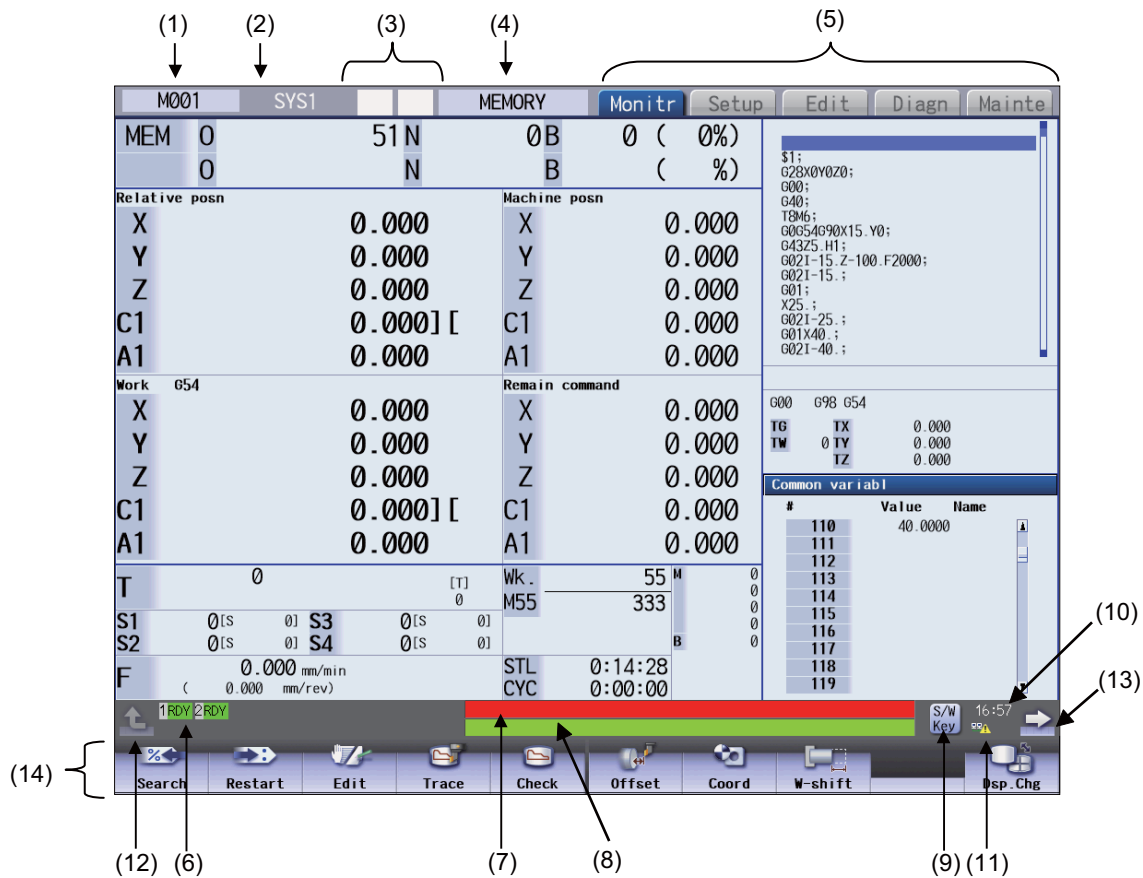 (1) (2) (3) (4) (5)
M001 SYS1 MEMORY Monitr Setup Edit Diagn Mainte
MEM O 51 N 0 B 0 ( 0%)
O N B ( %)
Relative posn
X 0.000
Y 0.000
Z 0.000
C1 0.000][
A1 0.000
Machine posn
X 0.000
Y 0.000
Z 0.000
C1 0.000
A1 0.000
Work G54
X 0.000
Y 0.000
Z 0.000
C1 0.000][
A1 0.000
Remain command
X 0.000
Y 0.000
Z 0.000
C1 0.000
A1 0.000
T 0 [T] 0
S1 0[S 0] S3 0[S 0]
S2 0[S 0] S4 0[S 0]
F 0.000 mm/min
( 0.000 mm/rev)
Wk. 55
M55 333
STL 0:14:28
CYC 0:00:00
M 0
0
0
0
B 0
$1;
G28X0Y0Z0;
G00;
G40;
T8M6;
G0G54G90X15.Y0;
G43Z5.H1;
G02I-15.Z-100.F2000;
G02I-15.;
G01;
X25.;
G02I-25.;
G01X40.;
G02I-40.;
G00 G98 G54
TG TX 0.000
TW 0 TY 0.000
TZ 0.000
Common variabl
# Value Name
110 40.0000
111
112
113
114
115
116
117
118
119
(10)
(13)
1 RDY 2 RDY S/W Key 16:57
(14)
Search Restart Edit Trace Check Offset Coord W-shift Dsp.Chg
(12) (6) (7) (8) (9) (11)